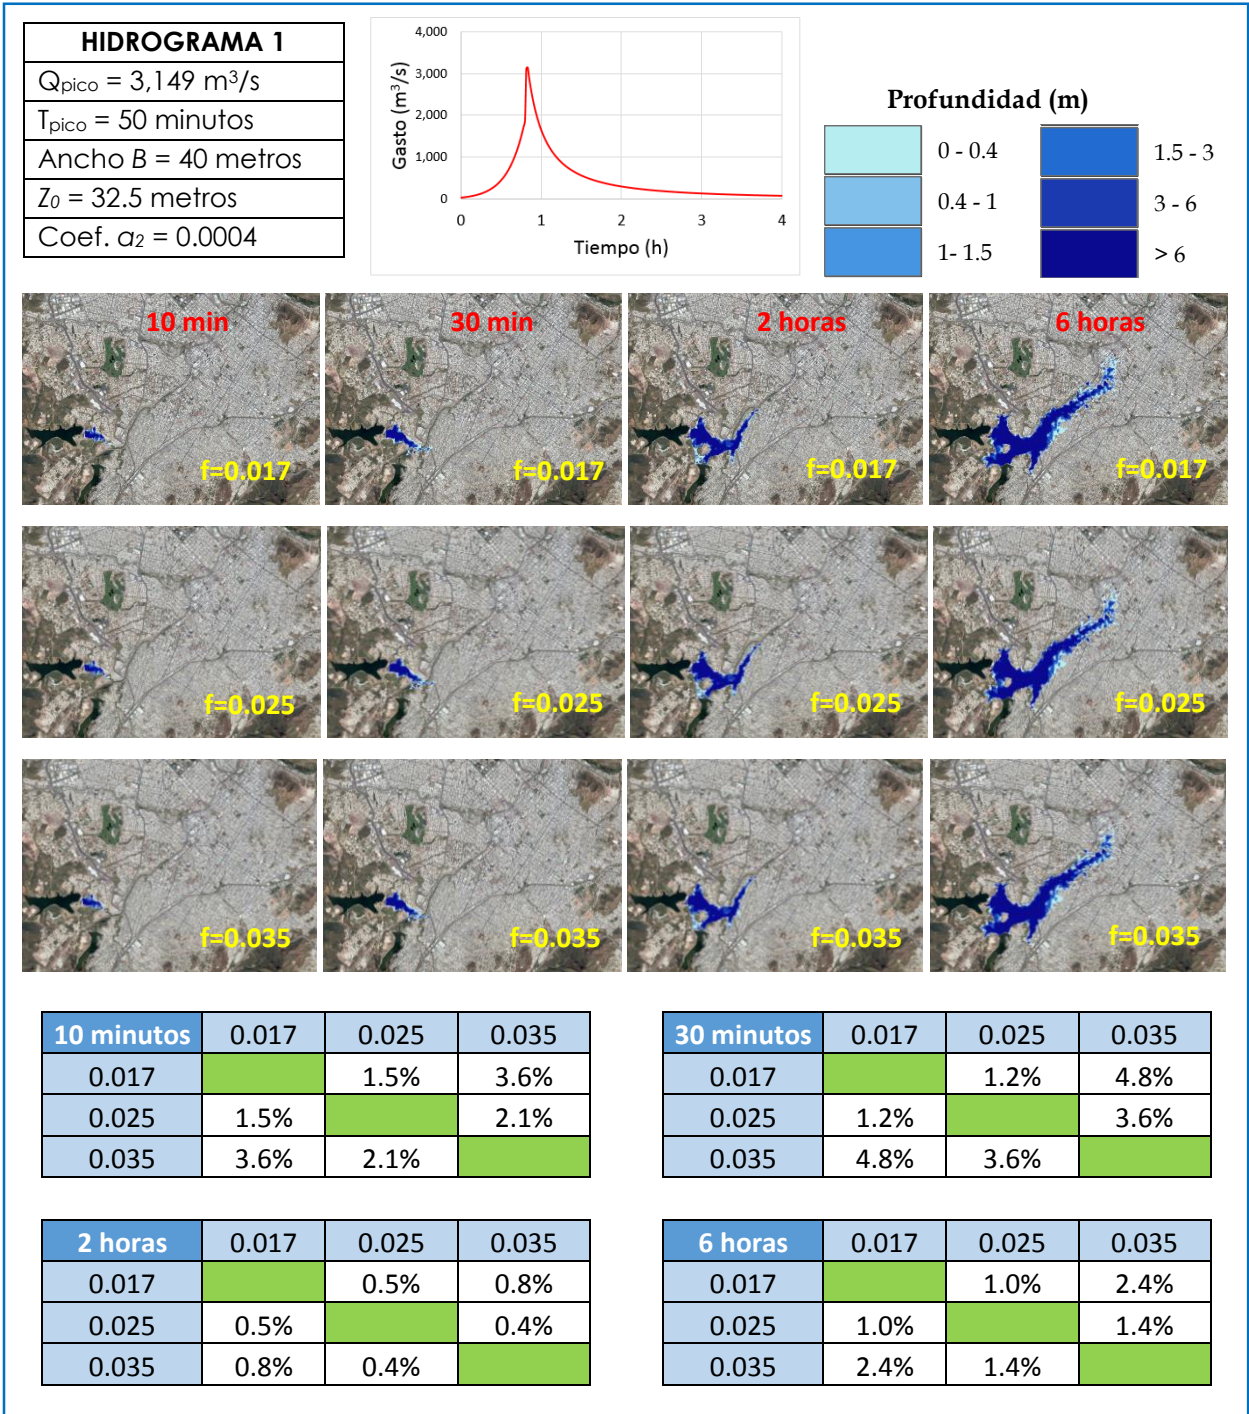 HIDROGRAMA 1
Qpico = 3,149 m³/s
Tpico = 50 minutos
Ancho B = 40 metros
Z0 = 32.5 metros
Coef. a2 = 0.0004
4,000
3,000
2,000
1,000
0
Gasto (m³/s)
0 1 2 3 4
Tiempo (h)
Profundidad (m)
0 - 0.4
1.5 - 3
0.4 - 1
3 - 6
1- 1.5
> 6
10 min
30 min
2 horas
6 horas
f=0.017
f=0.017
f=0.017
f=0.017
f=0.025
f=0.025
f=0.025
f=0.025
f=0.035
f=0.035
f=0.035
f=0.035
10 minutos 0.017 0.025 0.035
0.017 1.5% 3.6%
0.025 1.5% 2.1%
0.035 3.6% 2.1%
30 minutos 0.017 0.025 0.035
0.017 1.2% 4.8%
0.025 1.2% 3.6%
0.035 4.8% 3.6%
2 horas 0.017 0.025 0.035
0.017 0.5% 0.8%
0.025 0.5% 0.4%
0.035 0.8% 0.4%
6 horas 0.017 0.025 0.035
0.017 1.0% 2.4%
0.025 1.0% 1.4%
0.035 2.4% 1.4%